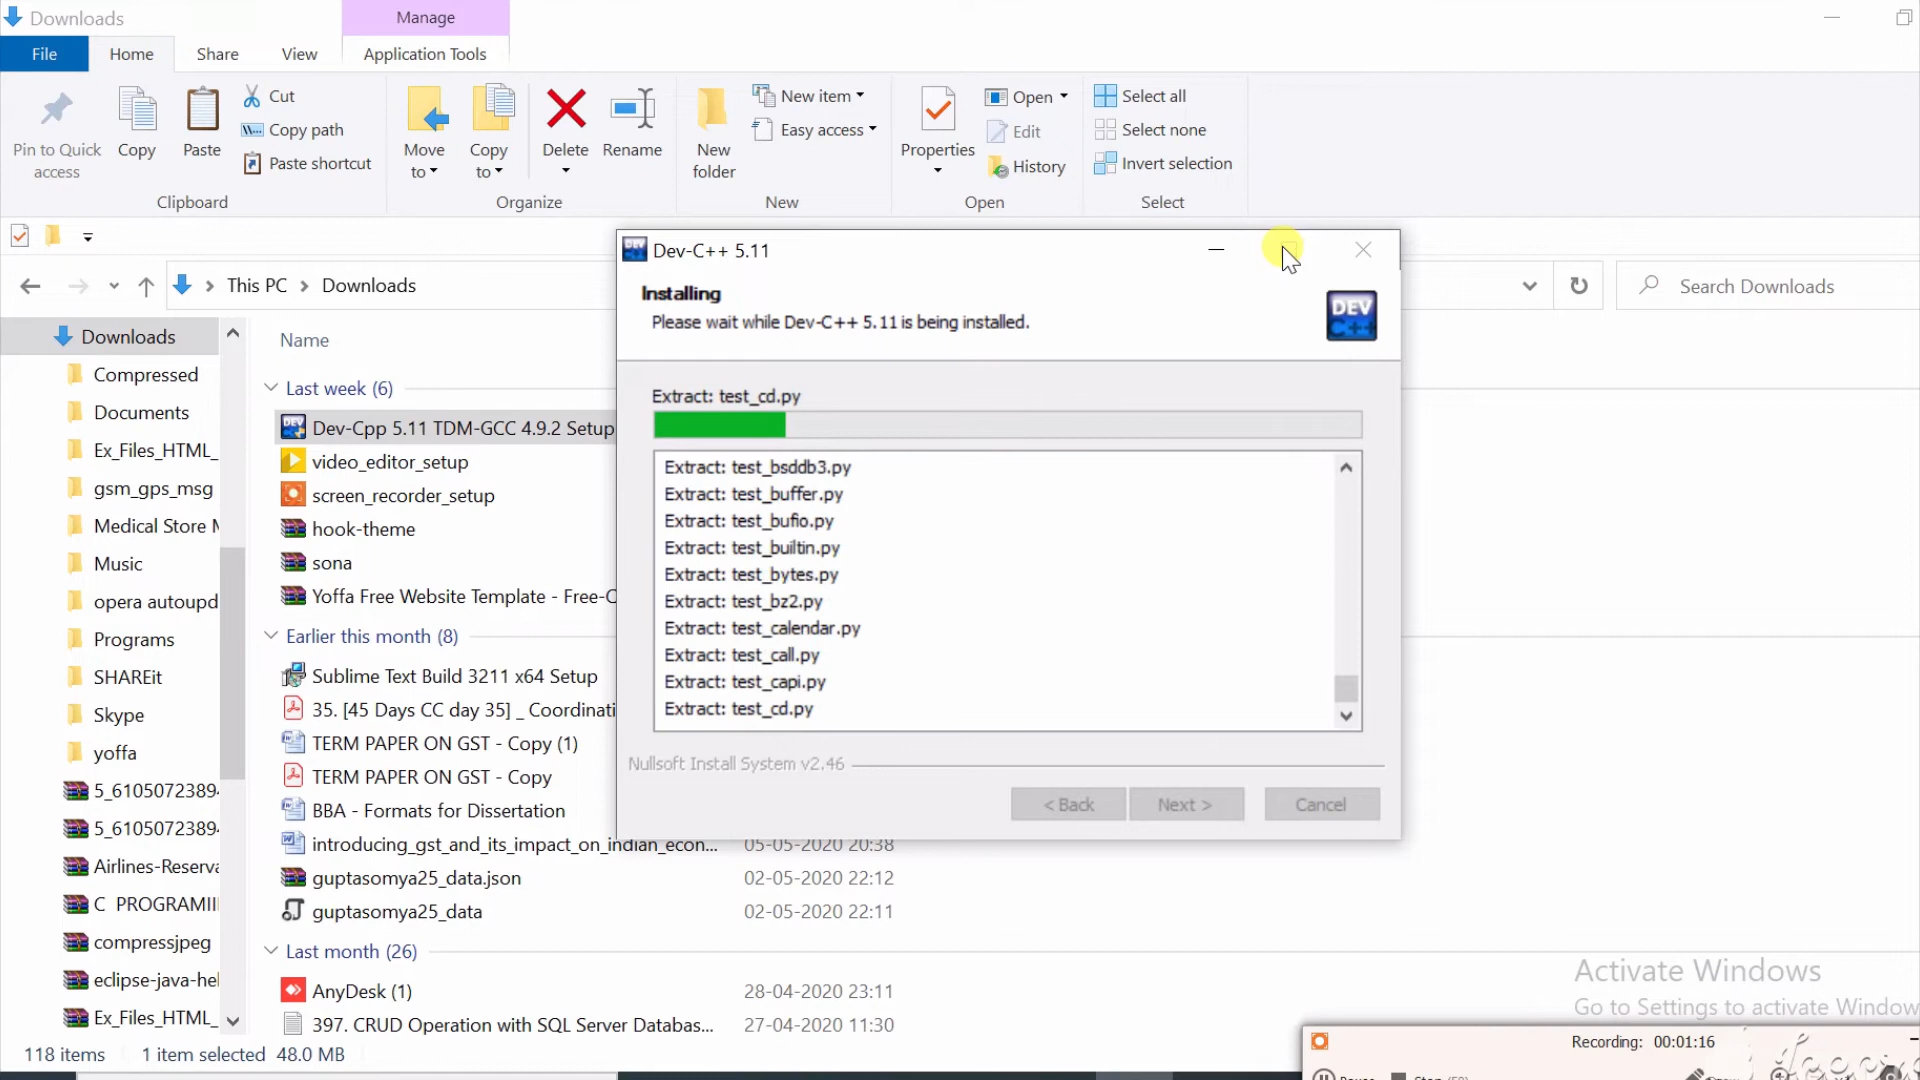 Downloads
Manage
File
Home
Share
View
Application Tools
Pin to Quick access
Copy
Paste
Cut
Copy path
Paste shortcut
Clipboard
Move to
Copy to
Delete
Rename
Organize
New folder
New item
Easy access
New
Properties
Open
Edit
History
Open
Select all
Select none
Invert selection
Select
This PC > Downloads
Search Downloads
Downloads
Compressed
Documents
Ex_Files_HTML_
gsm_gps_msg
Medical Store M
Music
opera autoupd
Programs
SHAREit
Skype
yoffa
5_6105072389
5_6105072389
Airlines-Reserva
C PROGRAMII
compressjpeg
eclipse-java-hel
Ex_Files_HTML_
Name
Last week (6)
Dev-Cpp 5.11 TDM-GCC 4.9.2 Setup
video_editor_setup
screen_recorder_setup
hook-theme
sona
Yoffa Free Website Template - Free-C
Earlier this month (8)
Sublime Text Build 3211 x64 Setup
35. [45 Days CC day 35] _ Coordinati
TERM PAPER ON GST - Copy (1)
TERM PAPER ON GST - Copy
BBA - Formats for Dissertation
introducing_gst_and_its_impact_on_indian_econ... 05-05-2020 20:38
guptasomya25_data.json 02-05-2020 22:12
guptasomya25_data 02-05-2020 22:11
Last month (26)
AnyDesk (1) 28-04-2020 23:11
397. CRUD Operation with SQL Server Databas... 27-04-2020 11:30
118 items 1 item selected 48.0 MB
Dev-C++ 5.11
Installing
Please wait while Dev-C++ 5.11 is being installed.
DEV
C++
Extract: test_cd.py
Extract: test_bsddb3.py
Extract: test_buffer.py
Extract: test_bufio.py
Extract: test_builtin.py
Extract: test_bytes.py
Extract: test_bz2.py
Extract: test_calendar.py
Extract: test_call.py
Extract: test_capi.py
Extract: test_cd.py
Nullsoft Install System v2.46
< Back
Next >
Cancel
Activate Windows
Go to Settings to activate Window
Recording: 00:01:16